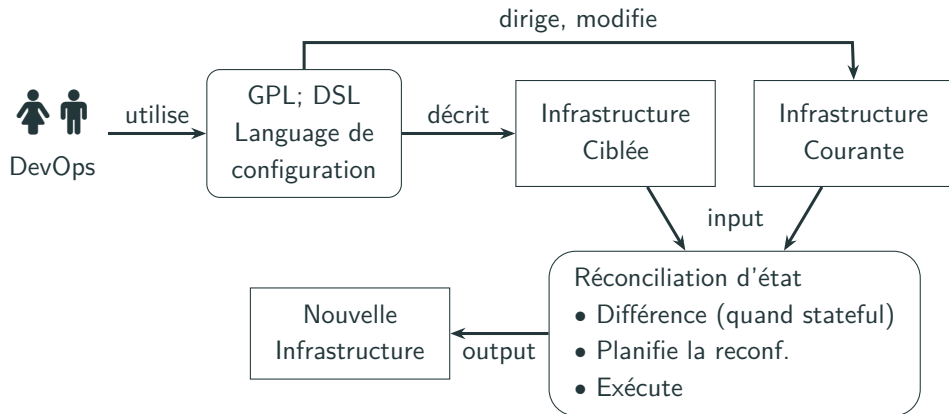 dirige, modifie
DevOps
utilise
GPL; DSL
Language de
configuration
décrit
Infrastructure
Ciblée
Infrastructure
Courante
input
Réconciliation d'état
• Différence (quand stateful)
• Planifie la reconf.
• Exécute
output
Nouvelle
Infrastructure